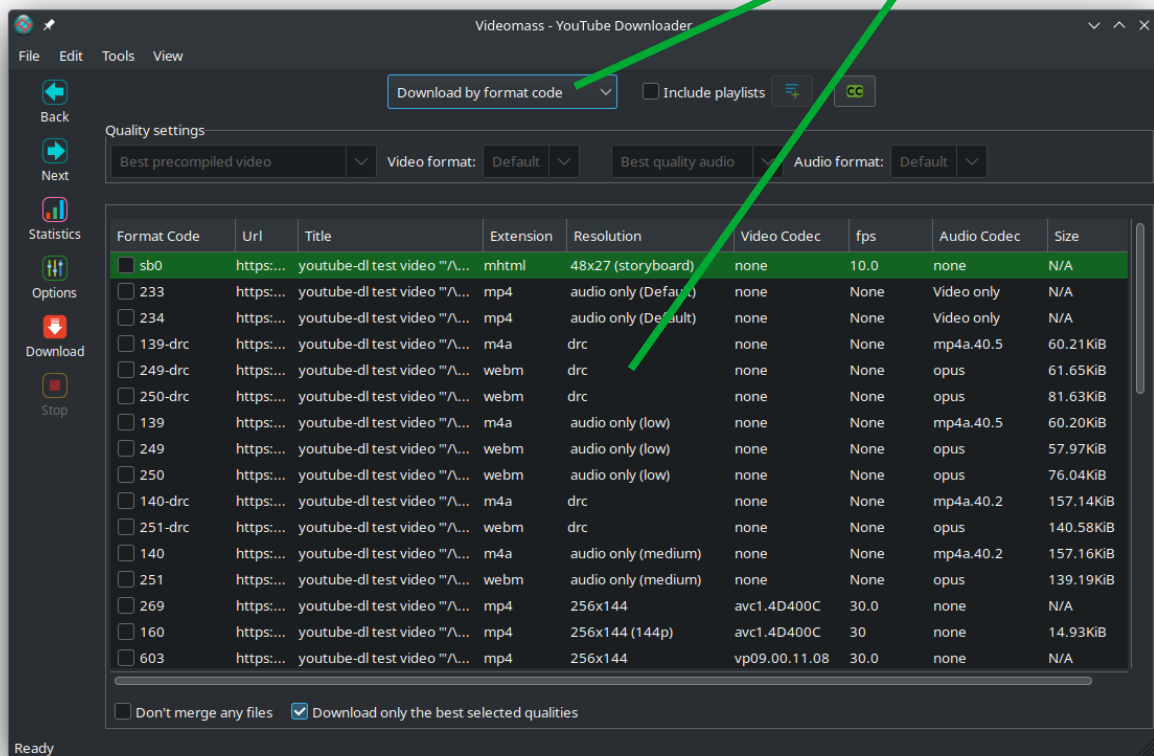 Videomass - YouTube Downloader
File Edit Tools View
Download by format code Include playlists CC
Back
Next
Statistics
Options
Download
Stop
Quality settings
Best precompiled video Video format: Default Best quality audio Audio format: Default
Format Code Url Title Extension Resolution Video Codec fps Audio Codec Size
sb0 https:... youtube-dl test video "'/\... mhtml 48x27 (storyboard) none 10.0 none N/A
233 https:... youtube-dl test video "'/\... mp4 audio only (Default) none None Video only N/A
234 https:... youtube-dl test video "'/\... mp4 audio only (Default) none None Video only N/A
139-drc https:... youtube-dl test video "'/\... m4a drc none None mp4a.40.5 60.21KiB
249-drc https:... youtube-dl test video "'/\... webm drc none None opus 61.65KiB
250-drc https:... youtube-dl test video "'/\... webm drc none None opus 81.63KiB
139 https:... youtube-dl test video "'/\... m4a audio only (low) none None mp4a.40.5 60.20KiB
249 https:... youtube-dl test video "'/\... webm audio only (low) none None opus 57.97KiB
250 https:... youtube-dl test video "'/\... webm audio only (low) none None opus 76.04KiB
140-drc https:... youtube-dl test video "'/\... m4a drc none None mp4a.40.2 157.14KiB
251-drc https:... youtube-dl test video "'/\... webm drc none None opus 140.58KiB
140 https:... youtube-dl test video "'/\... m4a audio only (medium) none None mp4a.40.2 157.16KiB
251 https:... youtube-dl test video "'/\... webm audio only (medium) none None opus 139.19KiB
269 https:... youtube-dl test video "'/\... mp4 256x144 avc1.4D400C 30.0 none N/A
160 https:... youtube-dl test video "'/\... mp4 256x144 (144p) avc1.4D400C 30 none 14.93KiB
603 https:... youtube-dl test video "'/\... mp4 256x144 vp09.00.11.08 30.0 none N/A
Don't merge any files Download only the best selected qualities
Ready